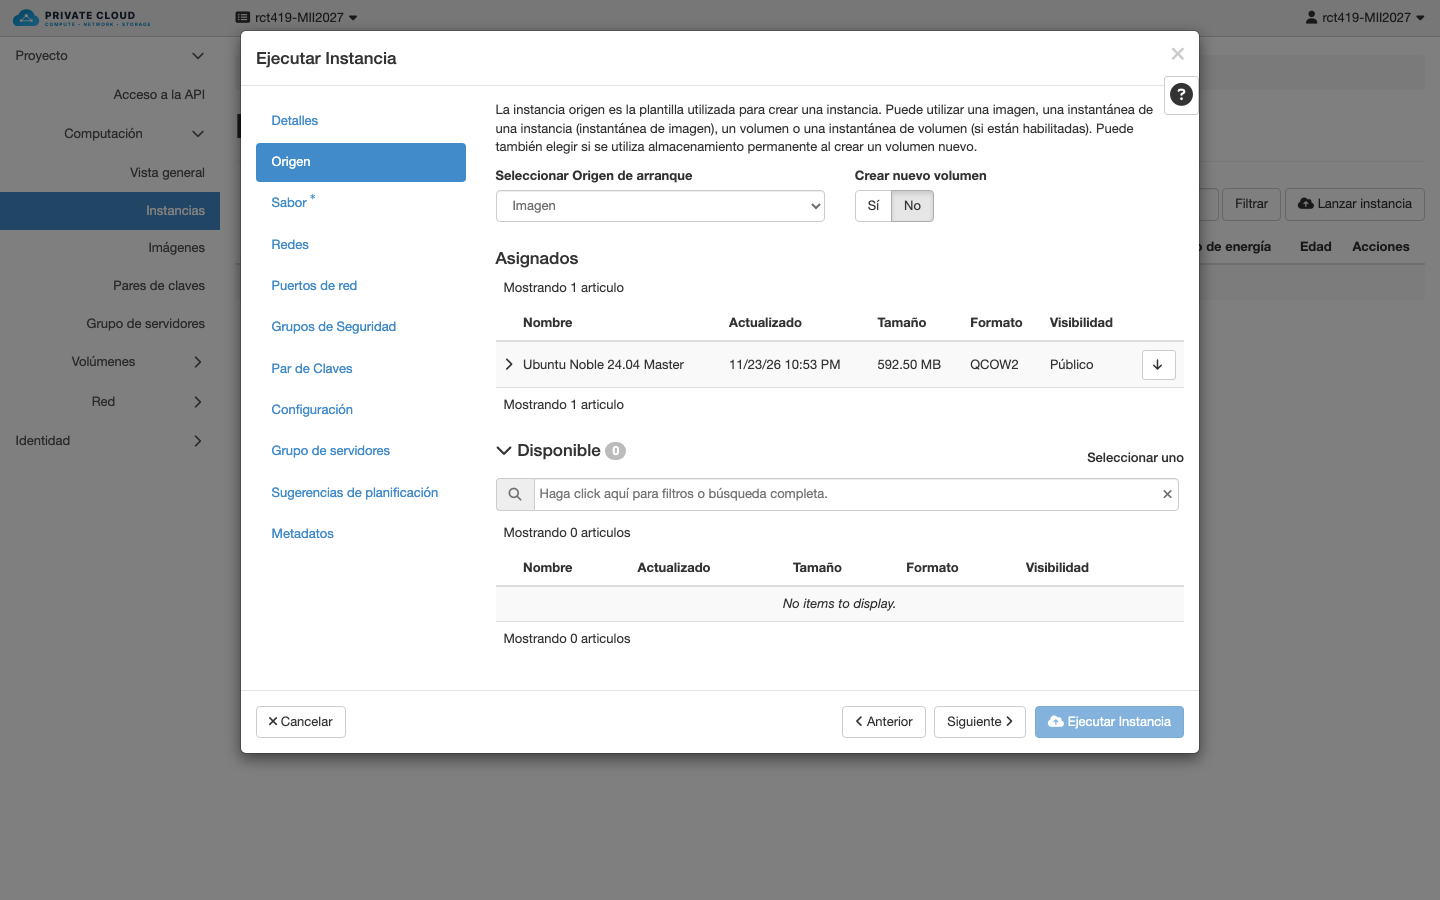 PRIVATE CLOUD
COMPUTE • NETWORK • STORAGE
rct419-MII2027
rct419-MII2027
Proyecto
Acceso a la API
Computación
Vista general
Instancias
Imágenes
Pares de claves
Grupo de servidores
Volúmenes
Red
Identidad
Filtrar
Lanzar instancia
o de energía
Edad
Acciones
Ejecutar Instancia
×
?
Detalles
Origen
Sabor *
Redes
Puertos de red
Grupos de Seguridad
Par de Claves
Configuración
Grupo de servidores
Sugerencias de planificación
Metadatos
La instancia origen es la plantilla utilizada para crear una instancia. Puede utilizar una imagen, una instantánea de
una instancia (instantánea de imagen), un volumen o una instantánea de volumen (si están habilitadas). Puede
también elegir si se utiliza almacenamiento permanente al crear un volumen nuevo.
Seleccionar Origen de arranque
Crear nuevo volumen
Imagen
Sí No
Asignados
Mostrando 1 articulo
Nombre Actualizado Tamaño Formato Visibilidad
Ubuntu Noble 24.04 Master 11/23/26 10:53 PM 592.50 MB QCOW2 Público
Mostrando 1 articulo
Disponible 0
Seleccionar uno
Haga click aquí para filtros o búsqueda completa.
Mostrando 0 articulos
Nombre Actualizado Tamaño Formato Visibilidad
No items to display.
Mostrando 0 articulos
Cancelar
Anterior
Siguiente
Ejecutar Instancia